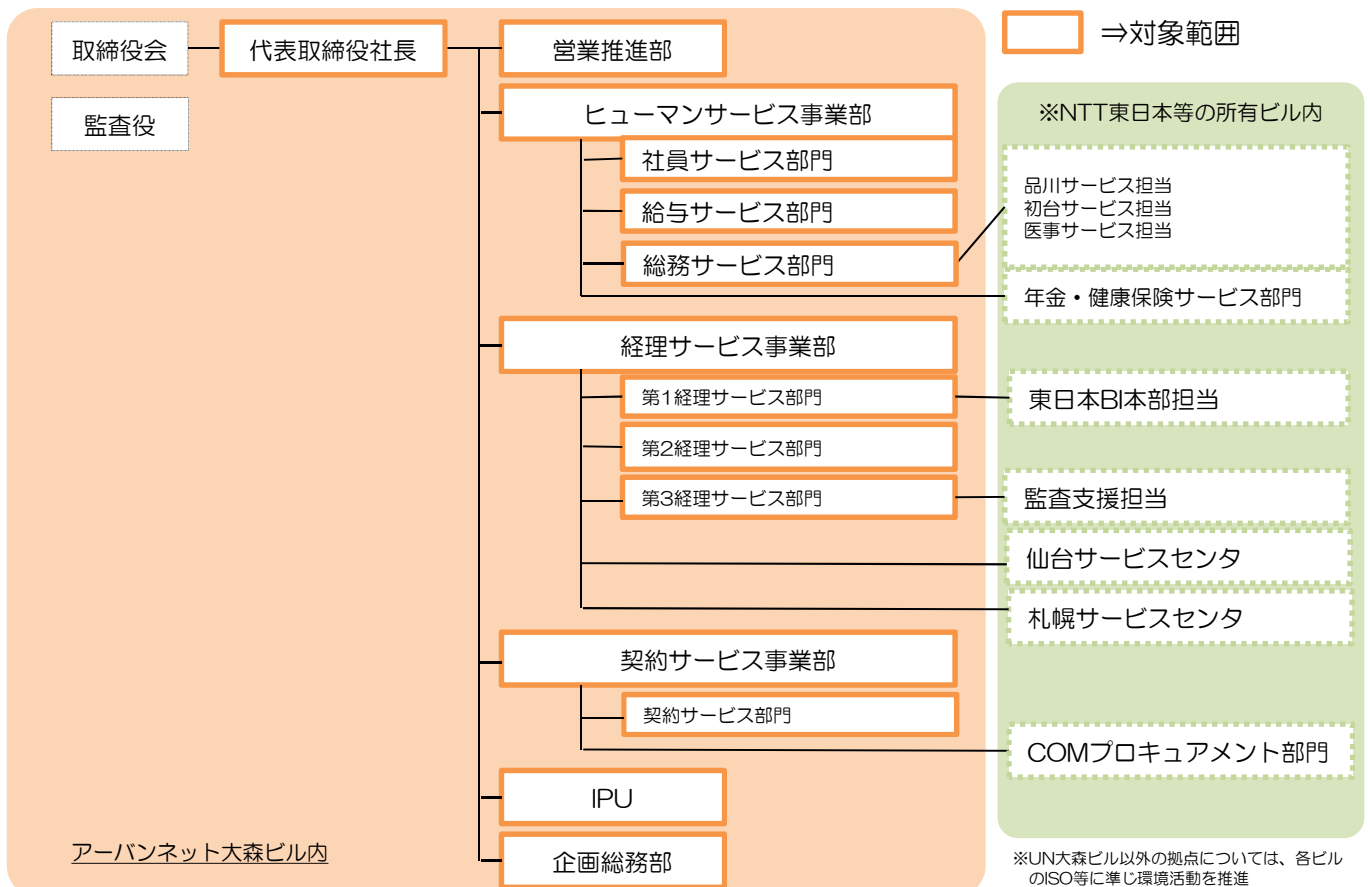 取締役会
代表取締役社長
営業推進部
⇒対象範囲
監査役
ヒューマンサービス事業部
※NTT東日本等の所有ビル内
社員サービス部門
給与サービス部門
総務サービス部門
品川サービス担当
初台サービス担当
医事サービス担当
年金・健康保険サービス部門
経理サービス事業部
第1経理サービス部門
東日本BI本部担当
第2経理サービス部門
第3経理サービス部門
監査支援担当
仙台サービスセンタ
札幌サービスセンタ
契約サービス事業部
契約サービス部門
COMプロキュアメント部門
IPU
企画総務部
アーバンネット大森ビル内
※UN大森ビル以外の拠点については、各ビル
のISO等に準じ環境活動を推進